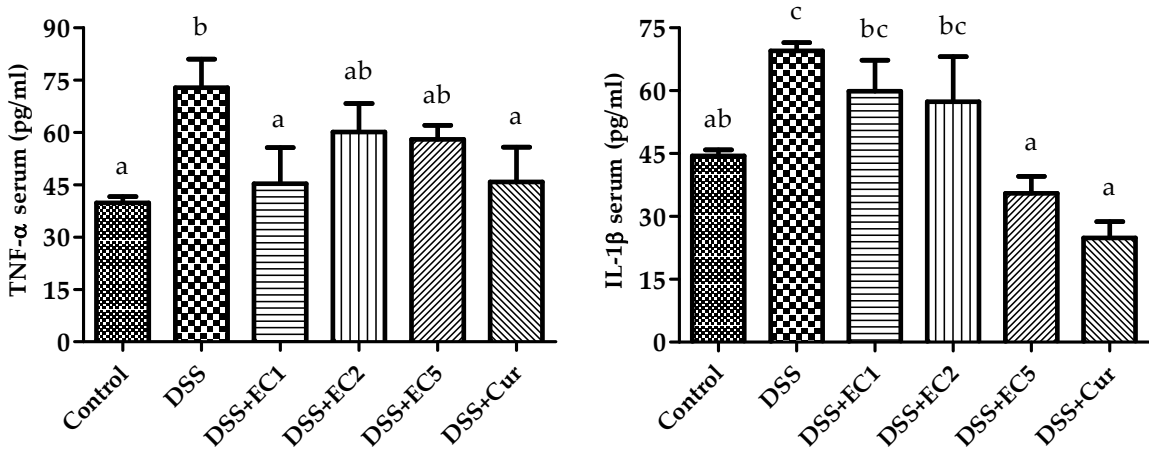 TNF-α serum (pg/ml)
90
75
60
45
30
15
0
a
b
a
ab
ab
a
Control
DSS
DSS+EC1
DSS+EC2
DSS+EC5
DSS+Cur
IL-1β serum (pg/ml)
75
60
45
30
15
0
ab
c
bc
bc
a
a
Control
DSS
DSS+EC1
DSS+EC2
DSS+EC5
DSS+Cur